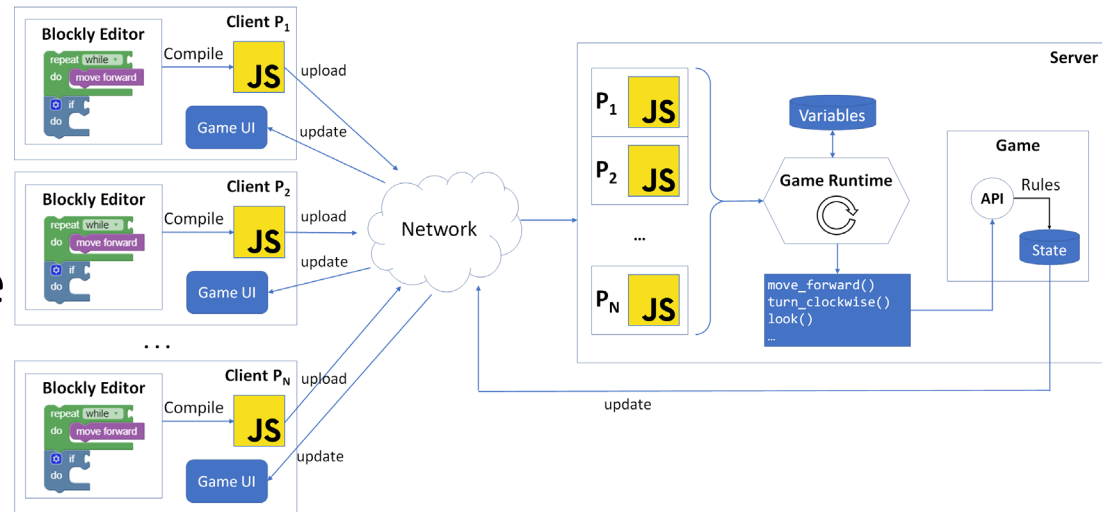 Client P1
Blockly Editor
repeat while
do move forward
if
do
Compile
JS
upload
Game UI
update
Client P2
Blockly Editor
repeat while
do move forward
if
do
Compile
JS
upload
Game UI
update
...
Client PN
Blockly Editor
repeat while
do move forward
if
do
Compile
JS
upload
Game UI
update
e
Network
Server
P1 JS
P2 JS
...
PN JS
Variables
Game Runtime
move_forward()
turn_clockwise()
look()
…
Game
API
Rules
State
update